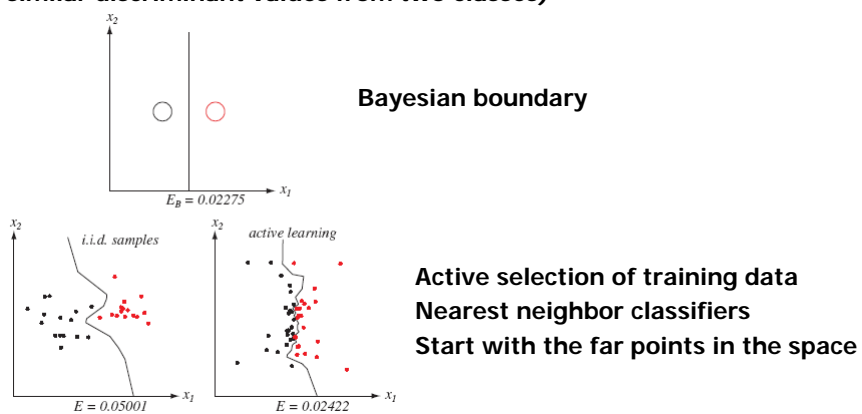 similar discriminant values from two classes)
x2
Bayesian boundary
x1
EB = 0.02275
x2
i.i.d. samples
x1
E = 0.05001
x2
active learning
x1
E = 0.02422
Active selection of training data
Nearest neighbor classifiers
Start with the far points in the space